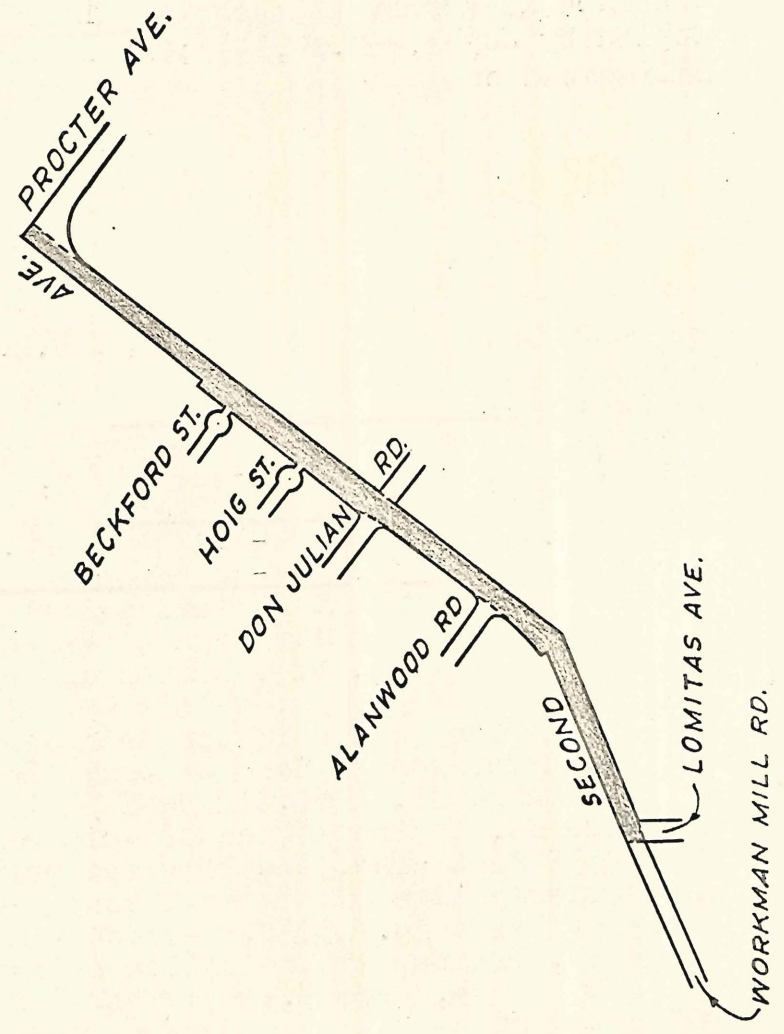 PROCTER AVE.
AVE.
BECKFORD ST.
HOIG ST.
DON JULIAN RD.
ALANWOOD RD
SECOND
LOMITAS AVE.
WORKMAN MILL RD.